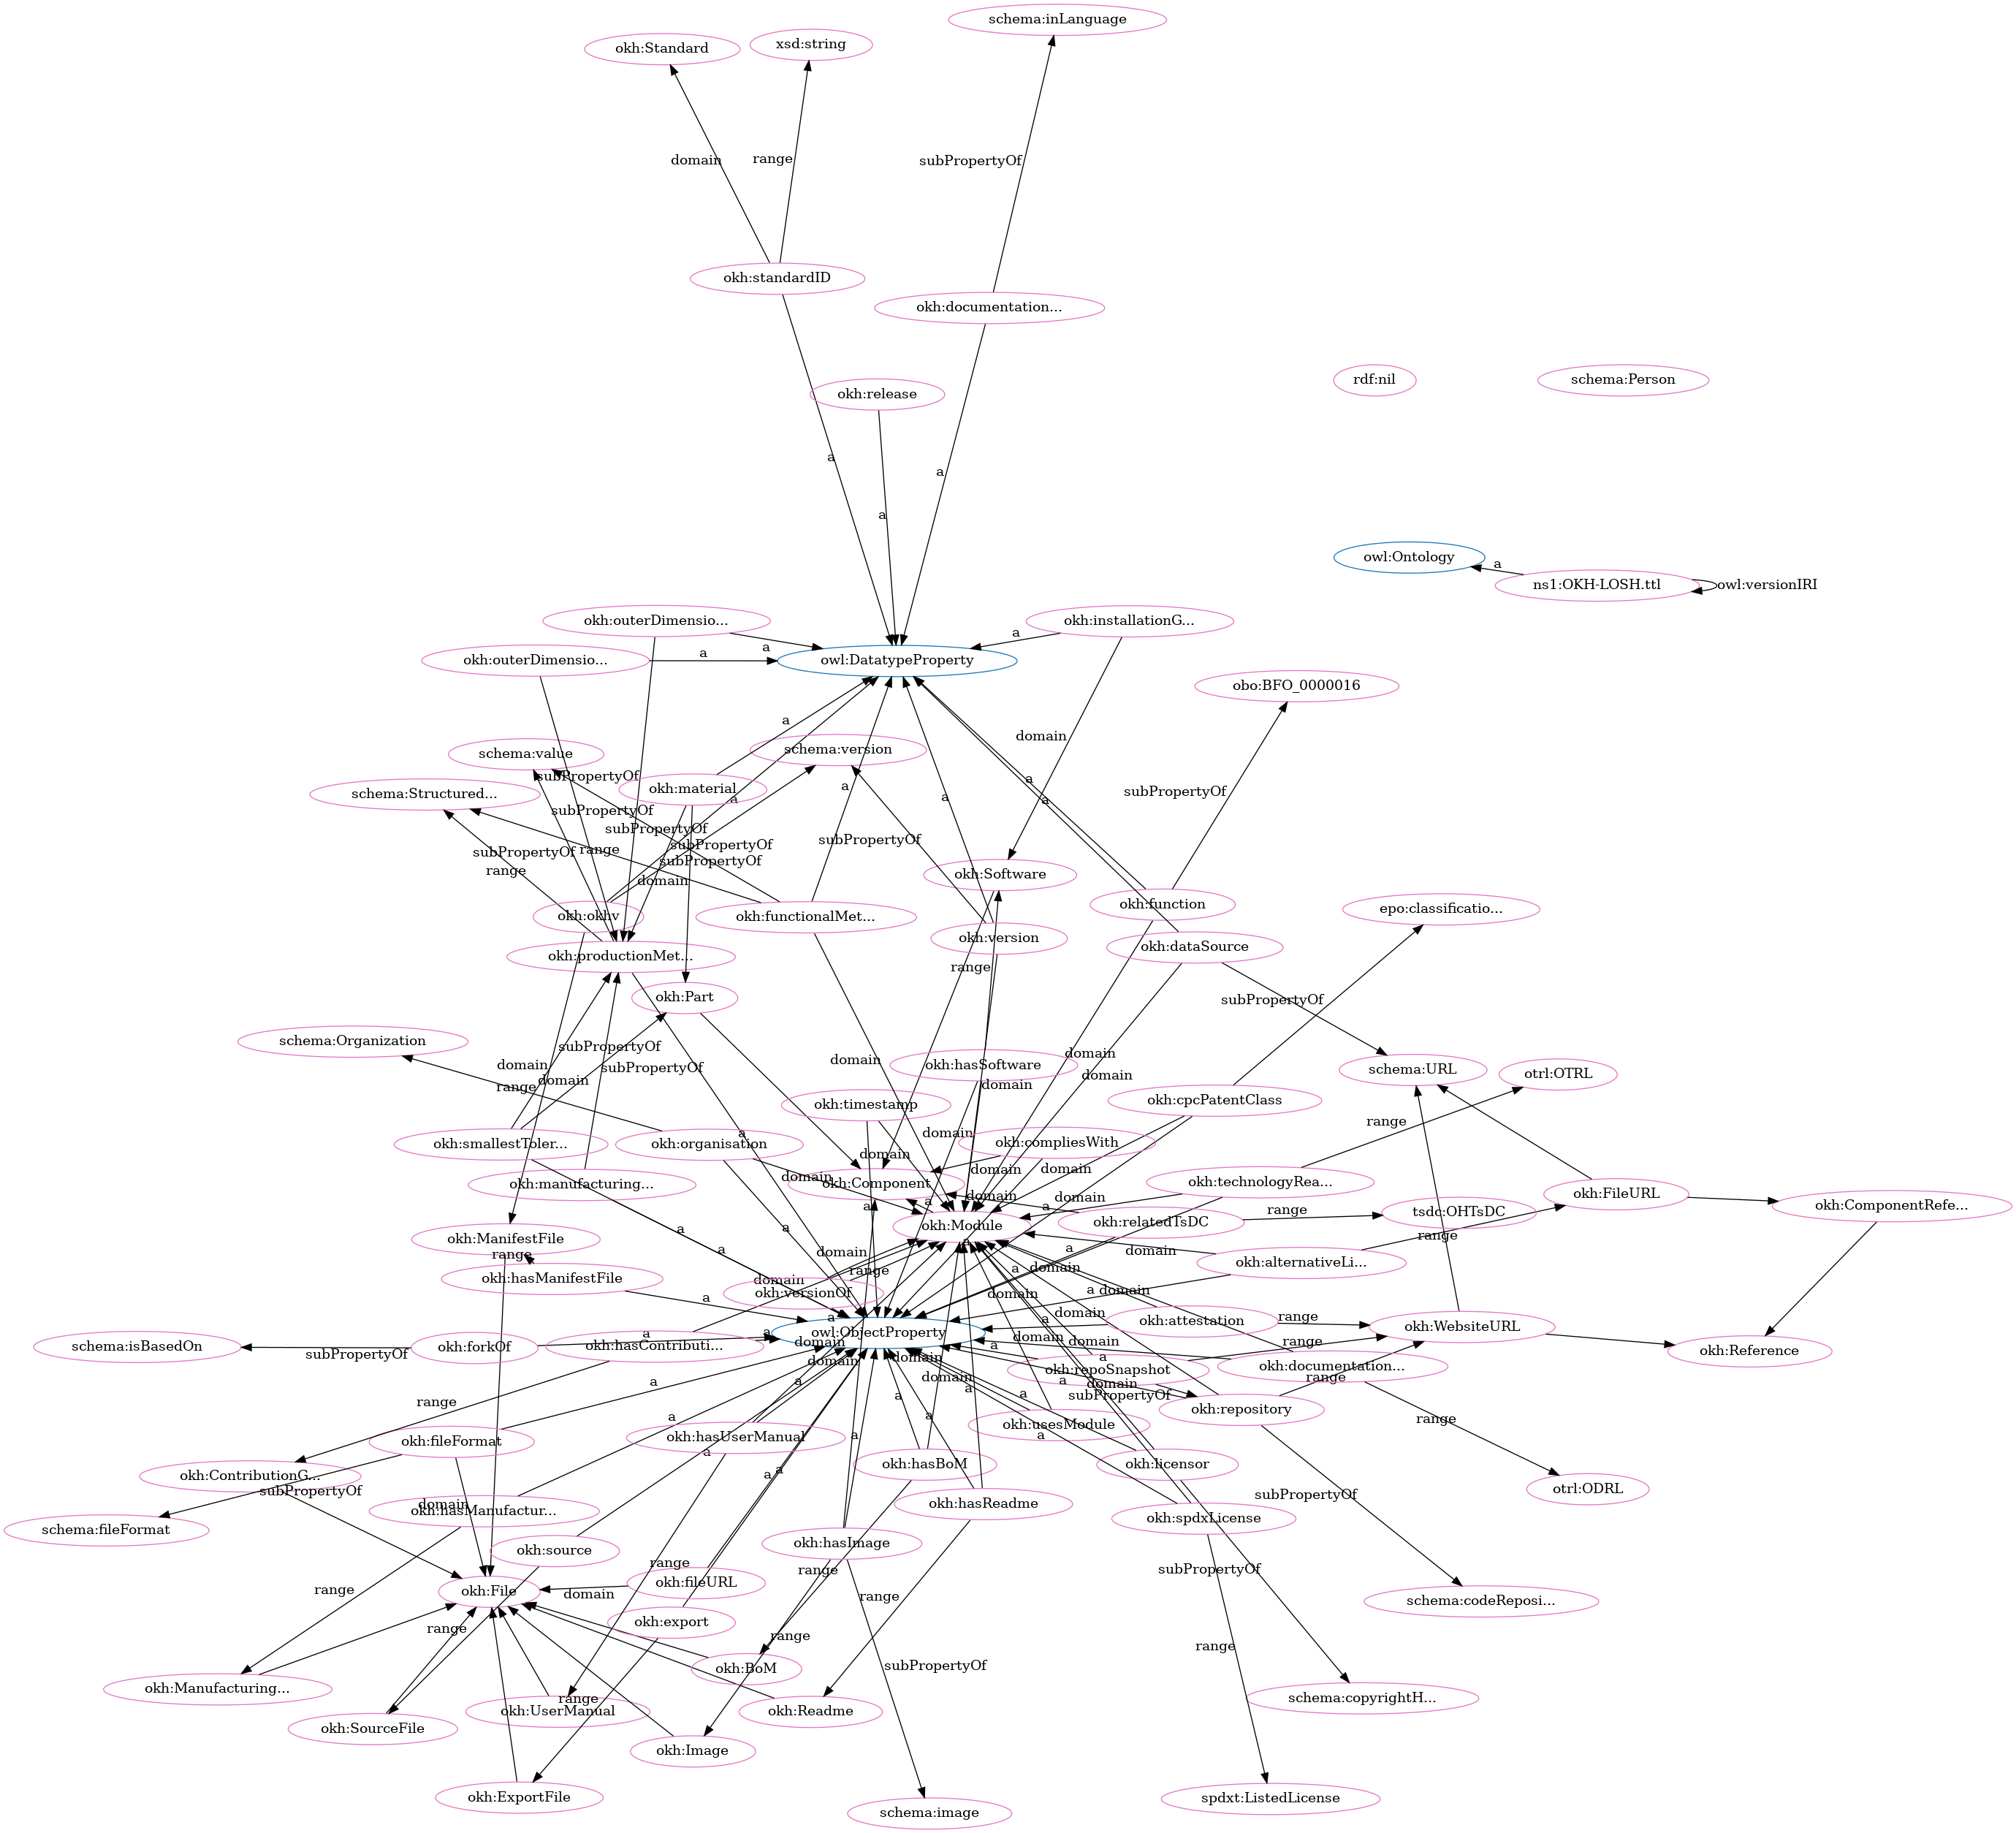 schema:inLanguage
okh:Standard
xsd:string
domain
range
subPropertyOf
okh:standardID
okh:documentation...
okh:release
rdf:nil
schema:Person
a
a
a
owl:Ontology
a
ns1:OKH-LOSH.ttl
owl:versionIRI
okh:outerDimensio...
okh:installationG...
a
a
okh:outerDimensio...
a
owl:DatatypeProperty
obo:BFO_0000016
a
domain
schema:value
schema:version
subPropertyOf
okh:material
a
a
a
a
a
subPropertyOf
schema:Structured...
subPropertyOf
subPropertyOf
subPropertyOf
subPropertyOf
subPropertyOf
range
subPropertyOf
range
domain
okh:Software
okh:function
epo:classificatio...
okh:okhv
okh:functionalMet...
okh:version
okh:dataSource
okh:productionMet...
range
okh:Part
subPropertyOf
schema:Organization
subPropertyOf
domain
range
domain
subPropertyOf
domain
okh:hasSoftware
domain
domain
domain
schema:URL
otrl:OTRL
okh:timestamp
okh:cpcPatentClass
range
okh:smallestToler...
okh:organisation
a
domain
okh:compliesWith
domain
domain
domain
domain
okh:manufacturing...
okh:Component
okh:technologyRea...
okh:FileURL
okh:ComponentRefe...
a
a
domain
domain
a
okh:ManifestFile
a
a
a
okh:Module
okh:relatedTsDC
range
tsdc:OHTsDC
range
domain
a
a
domain
range
okh:hasManifestFile
range
domain
a
domain
okh:alternativeLi...
a
okh:versionOf
domain
a
domain
a
a
domain
a
okh:attestation
range
okh:WebsiteURL
schema:isBasedOn
subPropertyOf
okh:forkOf
a
okh:hasContributi...
a
domain
owl:ObjectProperty
domain
a
domain
range
okh:Reference
domain
domain
a
okh:repoSnapshot
okh:documentation...
range
a
a
domain
a
domain
subPropertyOf
range
a
a
okh:repository
okh:usesModule
range
okh:fileFormat
okh:hasUserManual
a
a
a
a
okh:ContributionG...
subPropertyOf
a
a
okh:hasBoM
okh:licensor
otrl:ODRL
domain
okh:hasManufactur...
okh:hasReadme
subPropertyOf
schema:fileFormat
okh:spdxLicense
okh:source
okh:hasImage
range
range
subPropertyOf
range
okh:File
domain
okh:fileURL
range
schema:codeReposi...
okh:export
range
range
range
okh:BoM
subPropertyOf
okh:Manufacturing...
range
okh:UserManual
okh:Readme
schema:copyrightH...
okh:SourceFile
okh:Image
okh:ExportFile
schema:image
spdxt:ListedLicense